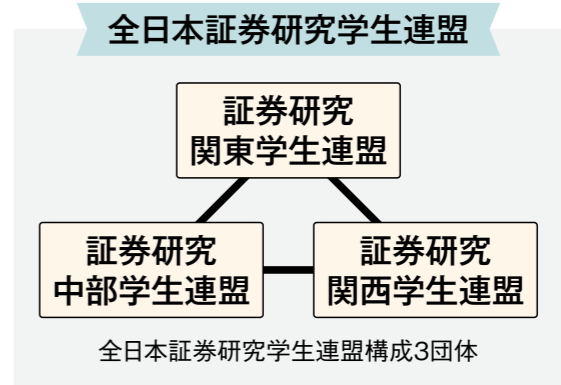 全日本証券研究学生連盟
証券研究
関東学生連盟
証券研究
中部学生連盟
証券研究
関西学生連盟
全日本証券研究学生連盟構成3団体